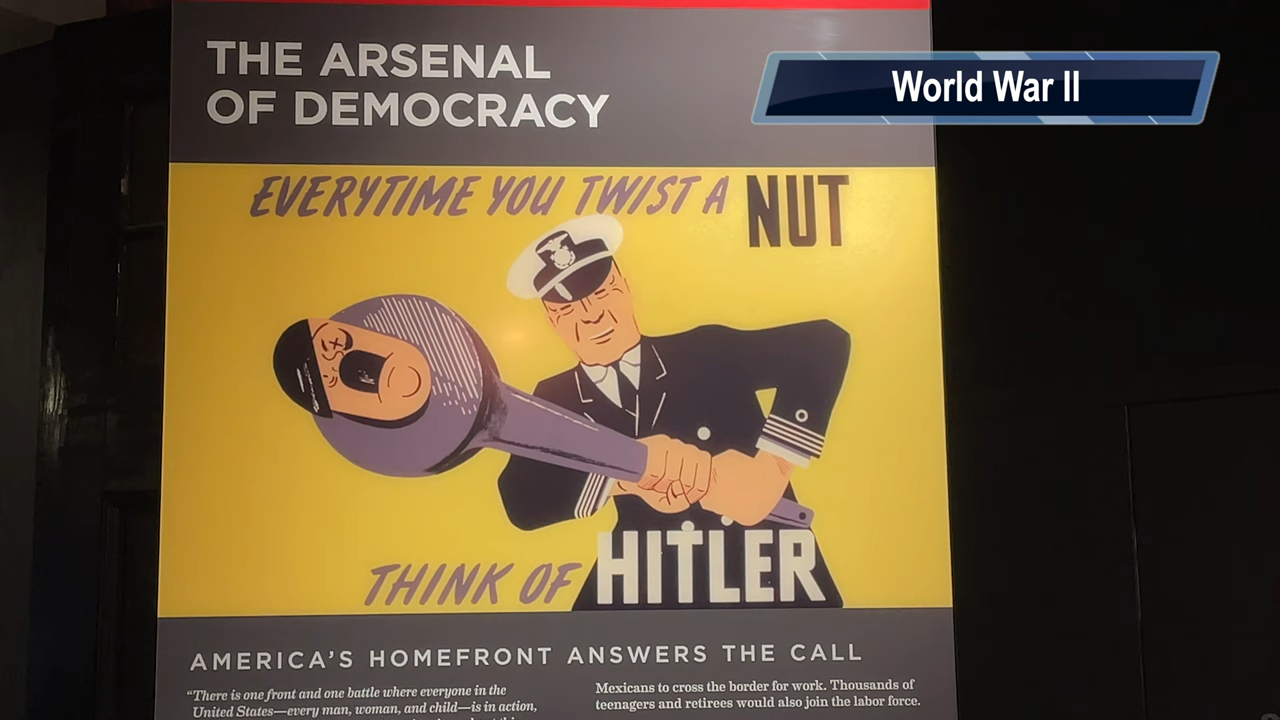 THE ARSENAL
OF DEMOCRACY
World War II
EVERYTIME YOU TWIST A NUT
THINK OF HITLER
AMERICA'S HOMEFRONT ANSWERS THE CALL
“There is one front and one battle where everyone in the
United States—every man, woman, and child—is in action,
Mexicans to cross the border for work. Thousands of
teenagers and retirees would also join the labor force.